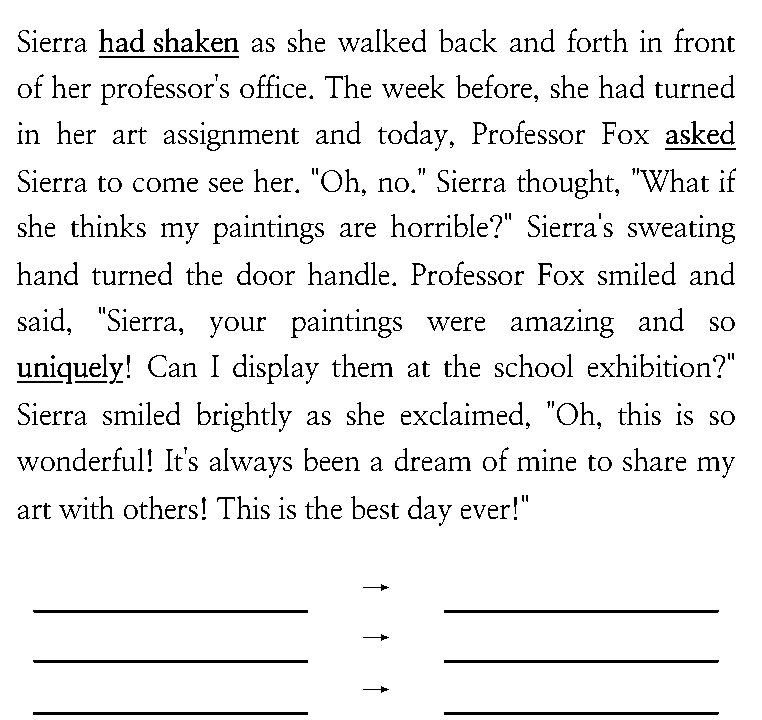 Sierra had shaken as she walked back and forth in front
of her professor's office. The week before, she had turned
in her art assignment and today, Professor Fox asked
Sierra to come see her. "Oh, no." Sierra thought, "What if
she thinks my paintings are horrible?" Sierra's sweating
hand turned the door handle. Professor Fox smiled and
said, "Sierra, your paintings were amazing and so
uniquely! Can I display them at the school exhibition?"
Sierra smiled brightly as she exclaimed, "Oh, this is so
wonderful! It's always been a dream of mine to share my
art with others! This is the best day ever!"
→
→
→